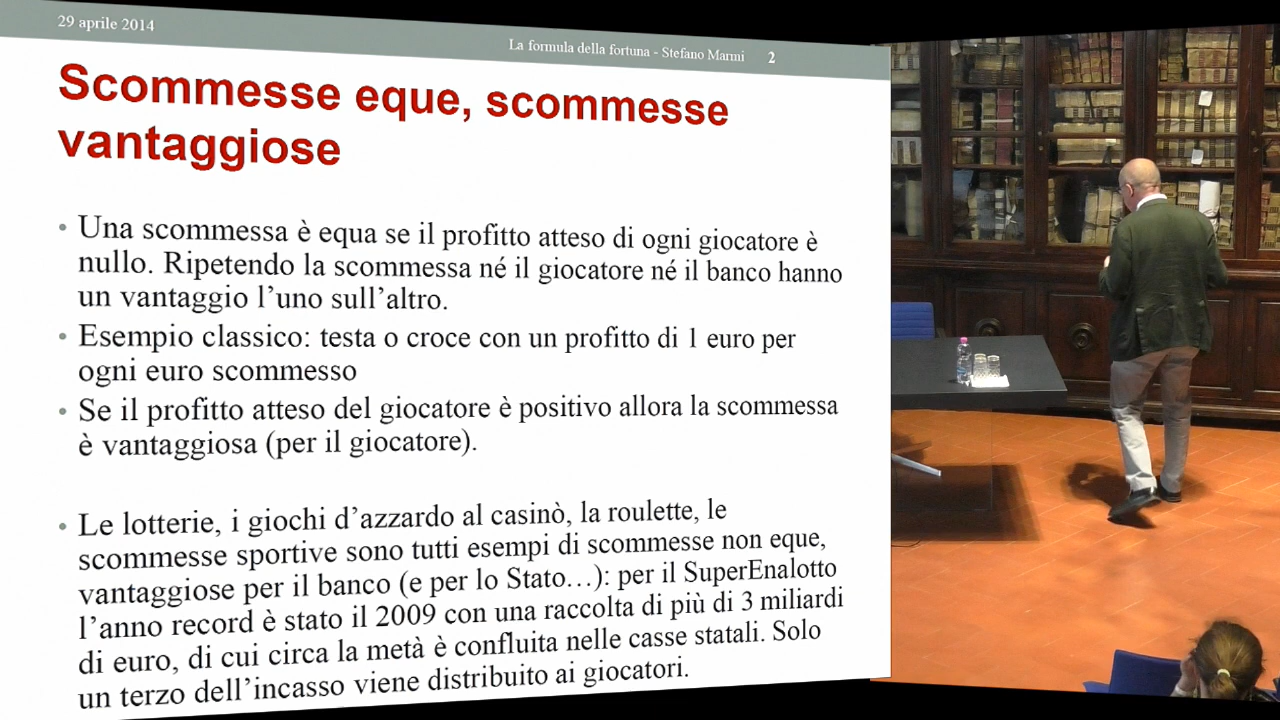 29 aprile 2014
La formula della fortuna - Stefano Marmi 2
Scommesse eque, scommesse
vantaggiose
• Una scommessa è equa se il profitto atteso di ogni giocatore è
nullo. Ripetendo la scommessa né il giocatore né il banco hanno
un vantaggio l’uno sull’altro.
• Esempio classico: testa o croce con un profitto di 1 euro per
ogni euro scommesso
• Se il profitto atteso del giocatore è positivo allora la scommessa
è vantaggiosa (per il giocatore).
• Le lotterie, i giochi d’azzardo al casinò, la roulette, le
scommesse sportive sono tutti esempi di scommesse non eque,
vantaggiose per il banco (e per lo Stato…): per il SuperEnalotto
l’anno record è stato il 2009 con una raccolta di più di 3 miliardi
di euro, di cui circa la metà è confluita nelle casse statali. Solo
un terzo dell’incasso viene distribuito ai giocatori.